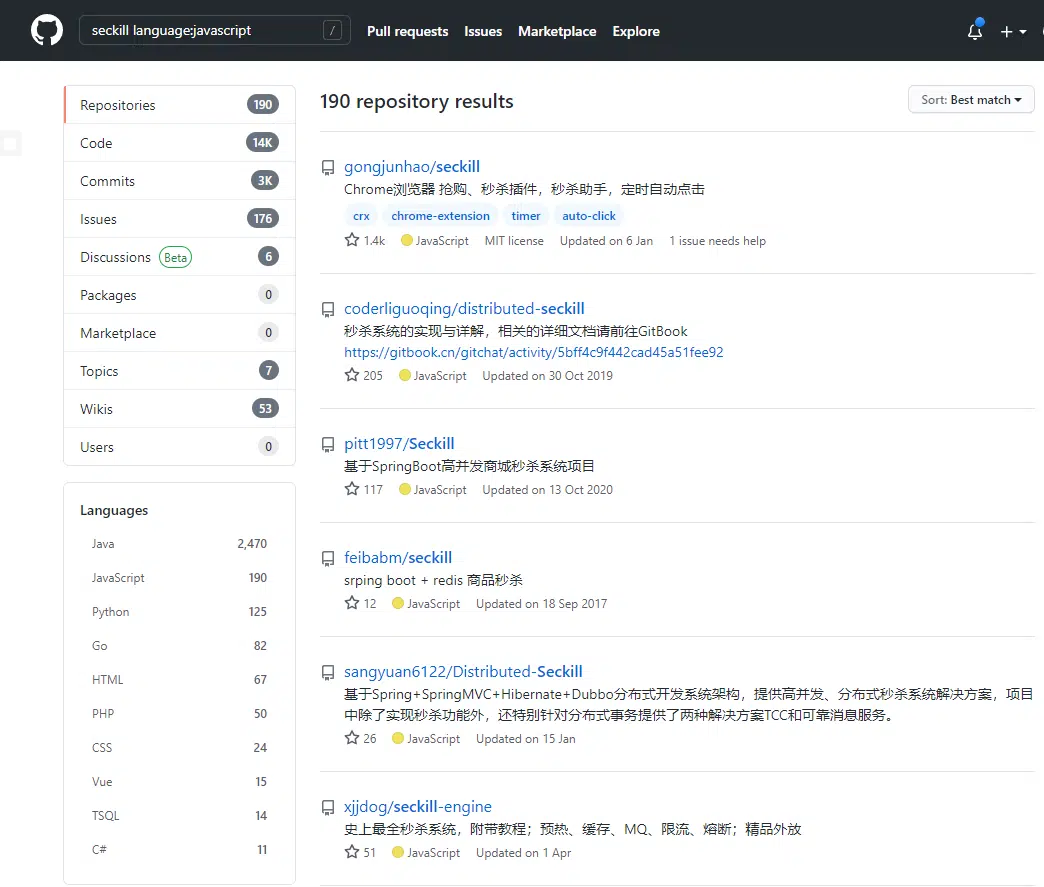 seckill language:javascript /
Pull requests Issues Marketplace Explore
Repositories 190
Code 14K
Commits 3K
Issues 176
Discussions Beta 6
Packages 0
Marketplace 0
Topics 7
Wikis 53
Users 0
Languages
Java 2,470
JavaScript 190
Python 125
Go 82
HTML 67
PHP 50
CSS 24
Vue 15
TSQL 14
C# 11
190 repository results
Sort: Best match
gongjunhao/seckill
Chrome浏览器 抢购、秒杀插件，秒杀助手，定时自动点击
crx chrome-extension timer auto-click
1.4k JavaScript MIT license Updated on 6 Jan 1 issue needs help
coderliguoqing/distributed-seckill
秒杀系统的实现与详解，相关的详细文档请前往GitBook
https://gitbook.cn/gitchat/activity/5bff4c9f442cad45a51fee92
205 JavaScript Updated on 30 Oct 2019
pitt1997/Seckill
基于SpringBoot高并发商城秒杀系统项目
117 JavaScript Updated on 13 Oct 2020
feibabm/seckill
srping boot + redis 商品秒杀
12 JavaScript Updated on 18 Sep 2017
sangyuan6122/Distributed-Seckill
基于Spring+SpringMVC+Hibernate+Dubbo分布式开发系统架构，提供高并发、分布式秒杀系统解决方案，项目
中除了实现秒杀功能外，还特别针对分布式事务提供了两种解决方案TCC和可靠消息服务。
26 JavaScript Updated on 15 Jan
xjjdog/seckill-engine
史上最全秒杀系统，附带教程；预热、缓存、MQ、限流、熔断；精品外放
51 JavaScript Updated on 1 Apr